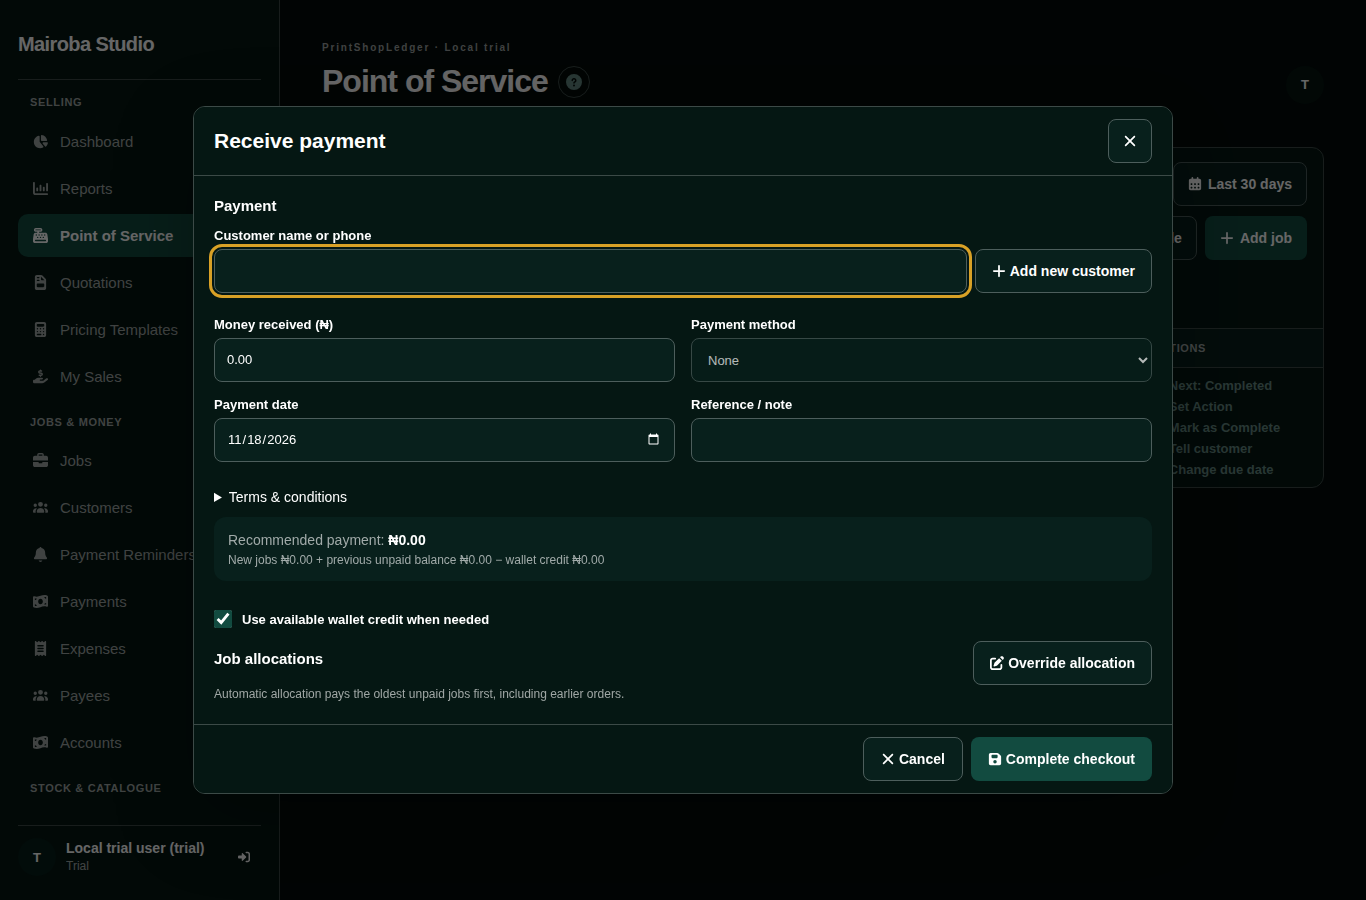 Mairoba Studio
SELLING
Dashboard
Reports
Point of Service
Quotations
Pricing Templates
My Sales
JOBS & MONEY
Jobs
Customers
Payment Reminders
Payments
Expenses
Payees
Accounts
STOCK & CATALOGUE
T
Local trial user (trial)
Trial
PrintShopLedger · Local trial
Point of Service
?
T
Last 30 days
Add job
Next: Completed
Set Action
Mark as Complete
Tell customer
Change due date
Receive payment
Payment
Customer name or phone
Add new customer
Money received (₦)
Payment method
0.00
None
Payment date
Reference / note
11/18/2026
Terms & conditions
Recommended payment: ₦0.00
New jobs ₦0.00 + previous unpaid balance ₦0.00 − wallet credit ₦0.00
Use available wallet credit when needed
Job allocations
Override allocation
Automatic allocation pays the oldest unpaid jobs first, including earlier orders.
Cancel
Complete checkout